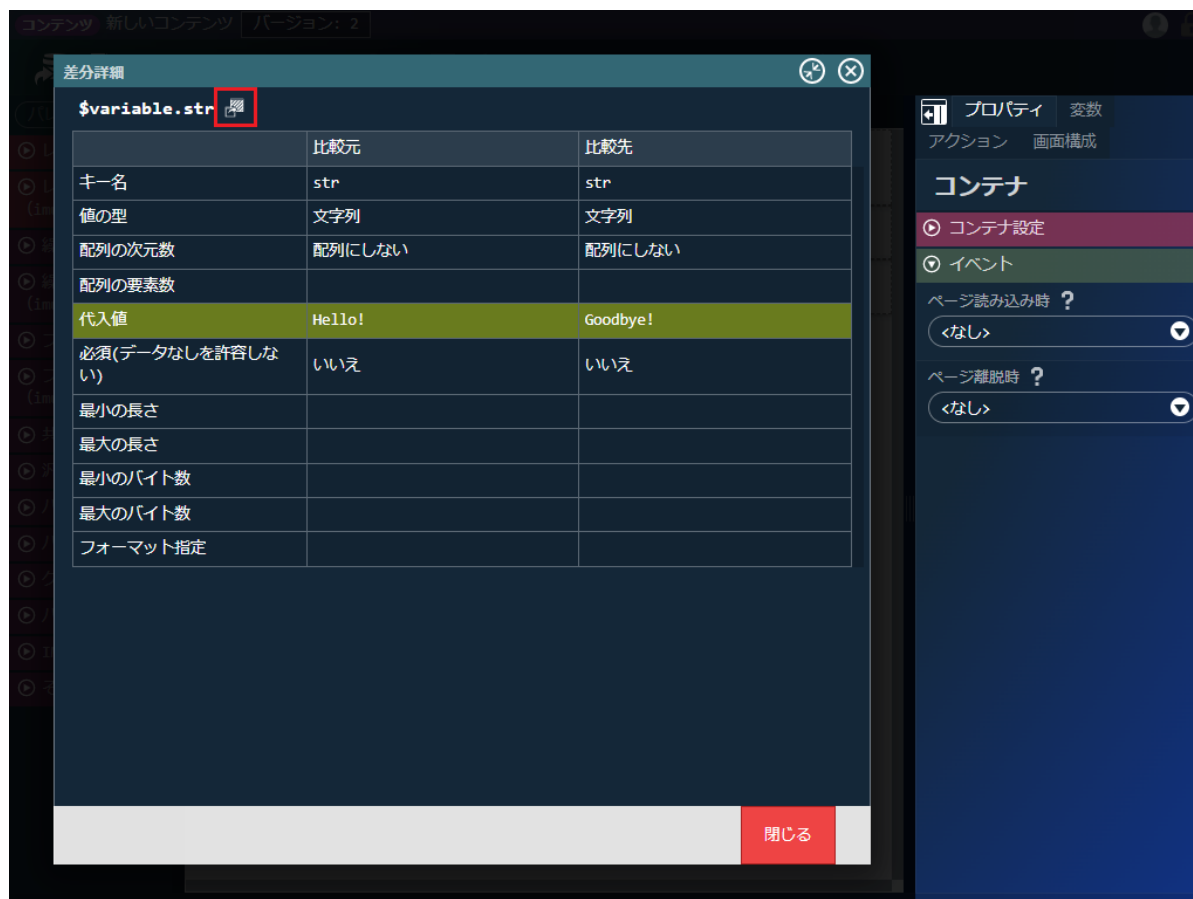 コンテンツ 新しいコンテンツ バージョン: 2
差分詳細
$variable.str
比較元 比較先
キー名 str str
値の型 文字列 文字列
配列の次元数 配列にしない 配列にしない
配列の要素数
代入値 Hello! Goodbye!
必須(データなしを許容しな
い) いいえ いいえ
最小の長さ
最大の長さ
最小のバイト数
最大のバイト数
フォーマット指定
閉じる
プロパティ 変数
アクション 画面構成
コンテナ
コンテナ設定
イベント
ページ読み込み時 ?
<なし>
ページ離脱時 ?
<なし>